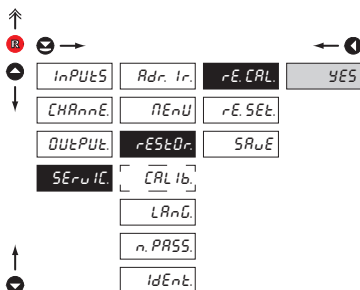 R
InPUtS Adr. Ir. rE. CAL. YES
CHAnnE. MEnU rE. SEt.
OUtPUt. rEStOr. SAvE
SErvIC. CALIb.
LAnG.
n. PASS.
IdEnt.